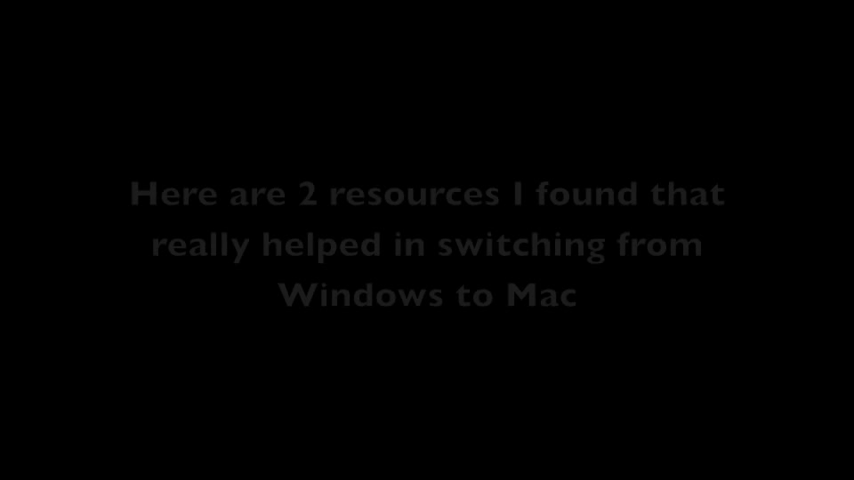 Here are 2 resources I found that
really helped in switching from
Windows to Mac